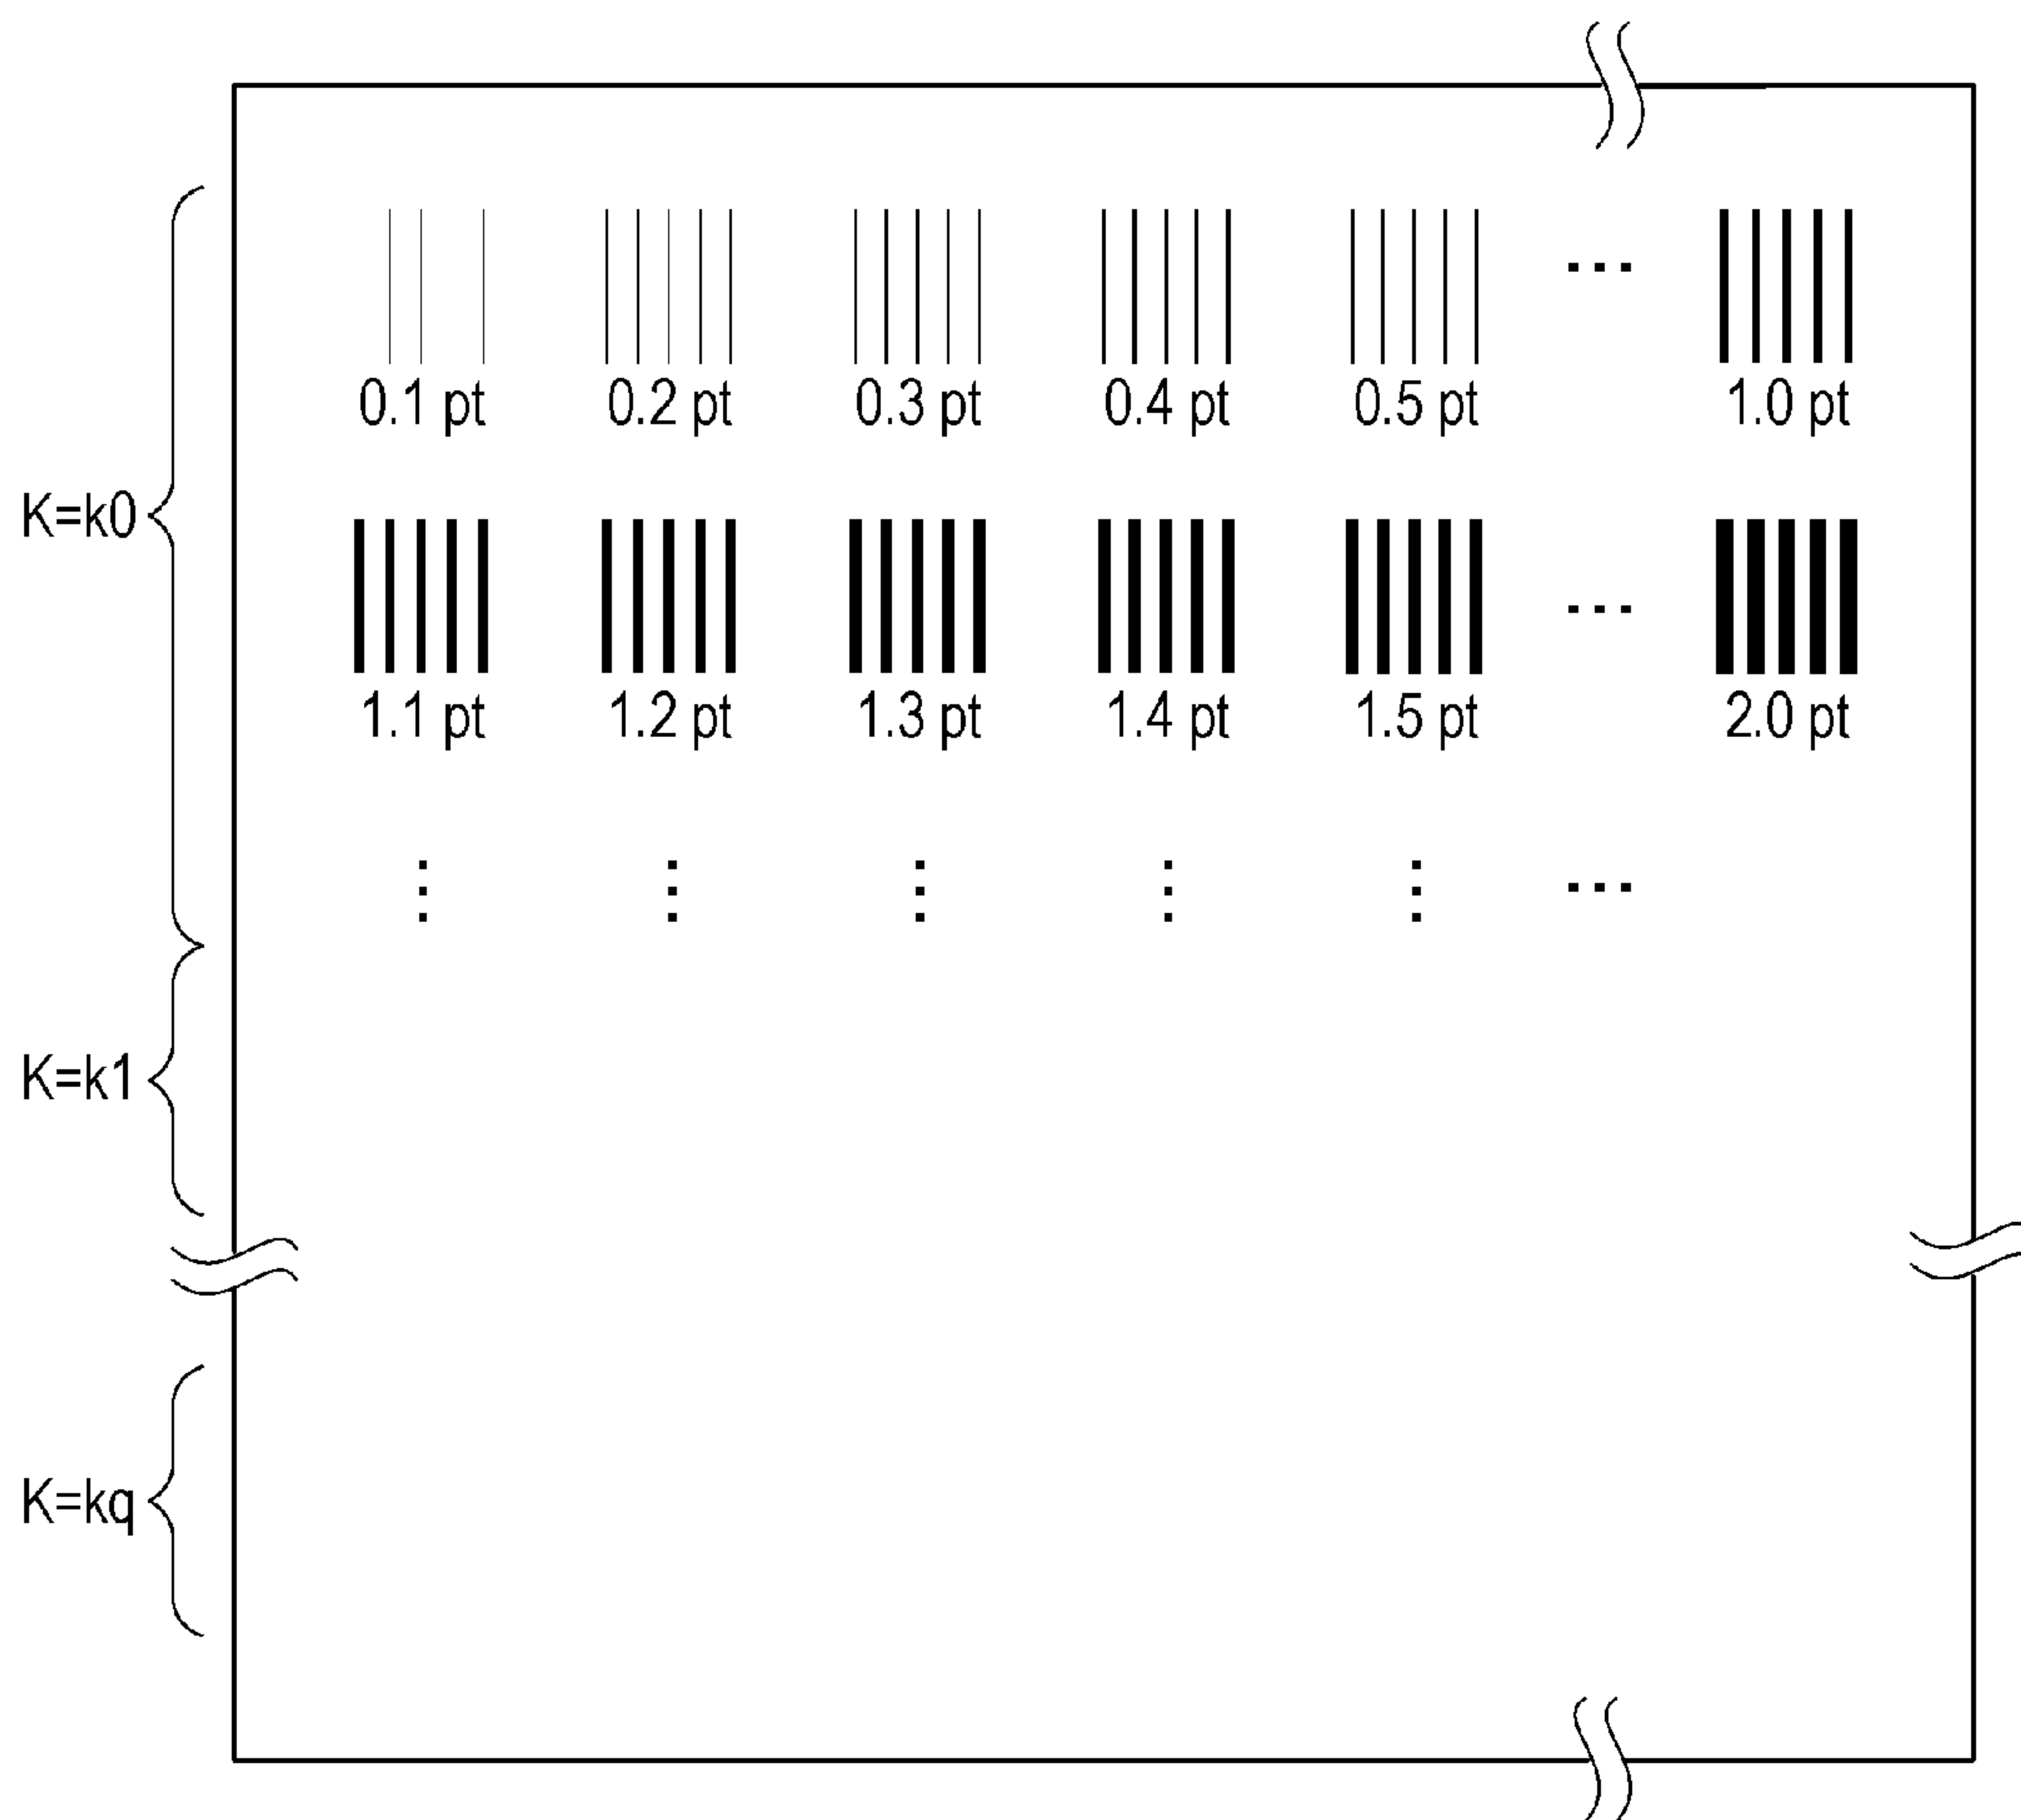 0.1 pt 0.2 pt 0.3 pt 0.4 pt 0.5 pt ... 1.0 pt
K=k0
1.1 pt 1.2 pt 1.3 pt 1.4 pt 1.5 pt ... 2.0 pt
K=k1
K=kq